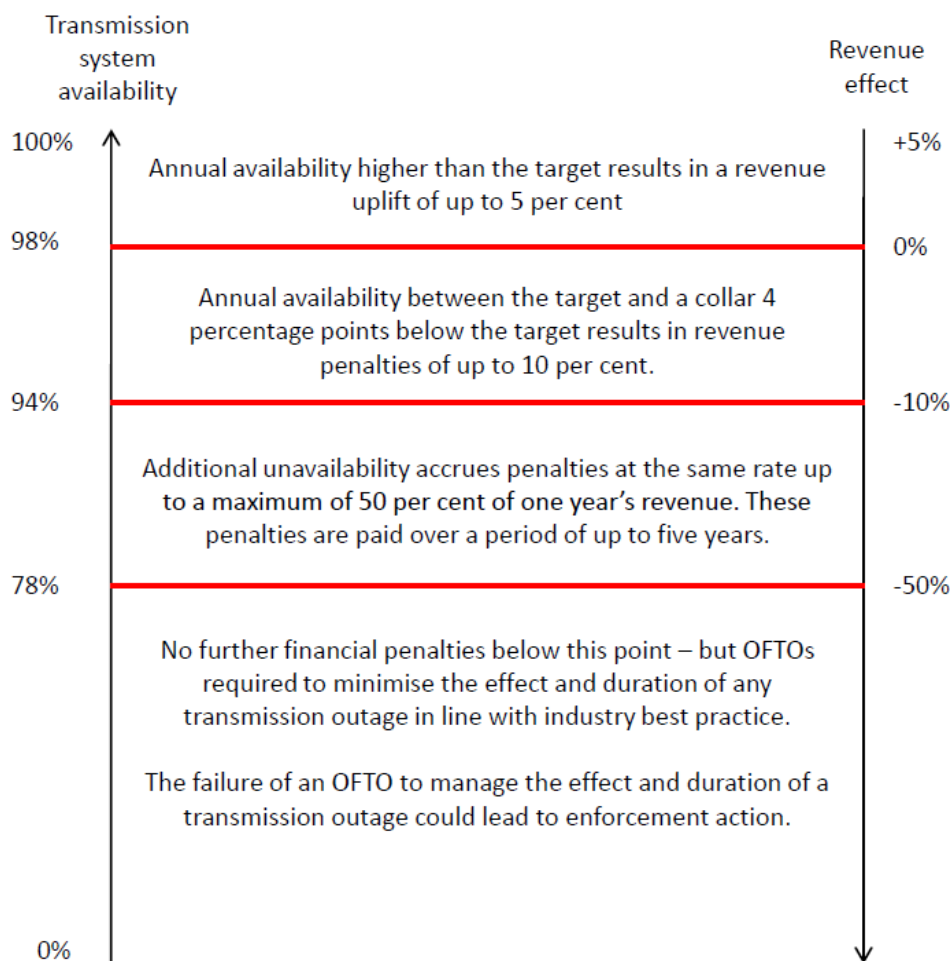 Transmission
system
availability
Revenue
effect
100%
+5%
Annual availability higher than the target results in a revenue
uplift of up to 5 per cent
98%
0%
Annual availability between the target and a collar 4
percentage points below the target results in revenue
penalties of up to 10 per cent.
94%
-10%
Additional unavailability accrues penalties at the same rate up
to a maximum of 50 per cent of one year’s revenue. These
penalties are paid over a period of up to five years.
78%
-50%
No further financial penalties below this point – but OFTOs
required to minimise the effect and duration of any
transmission outage in line with industry best practice.
The failure of an OFTO to manage the effect and duration of a
transmission outage could lead to enforcement action.
0%